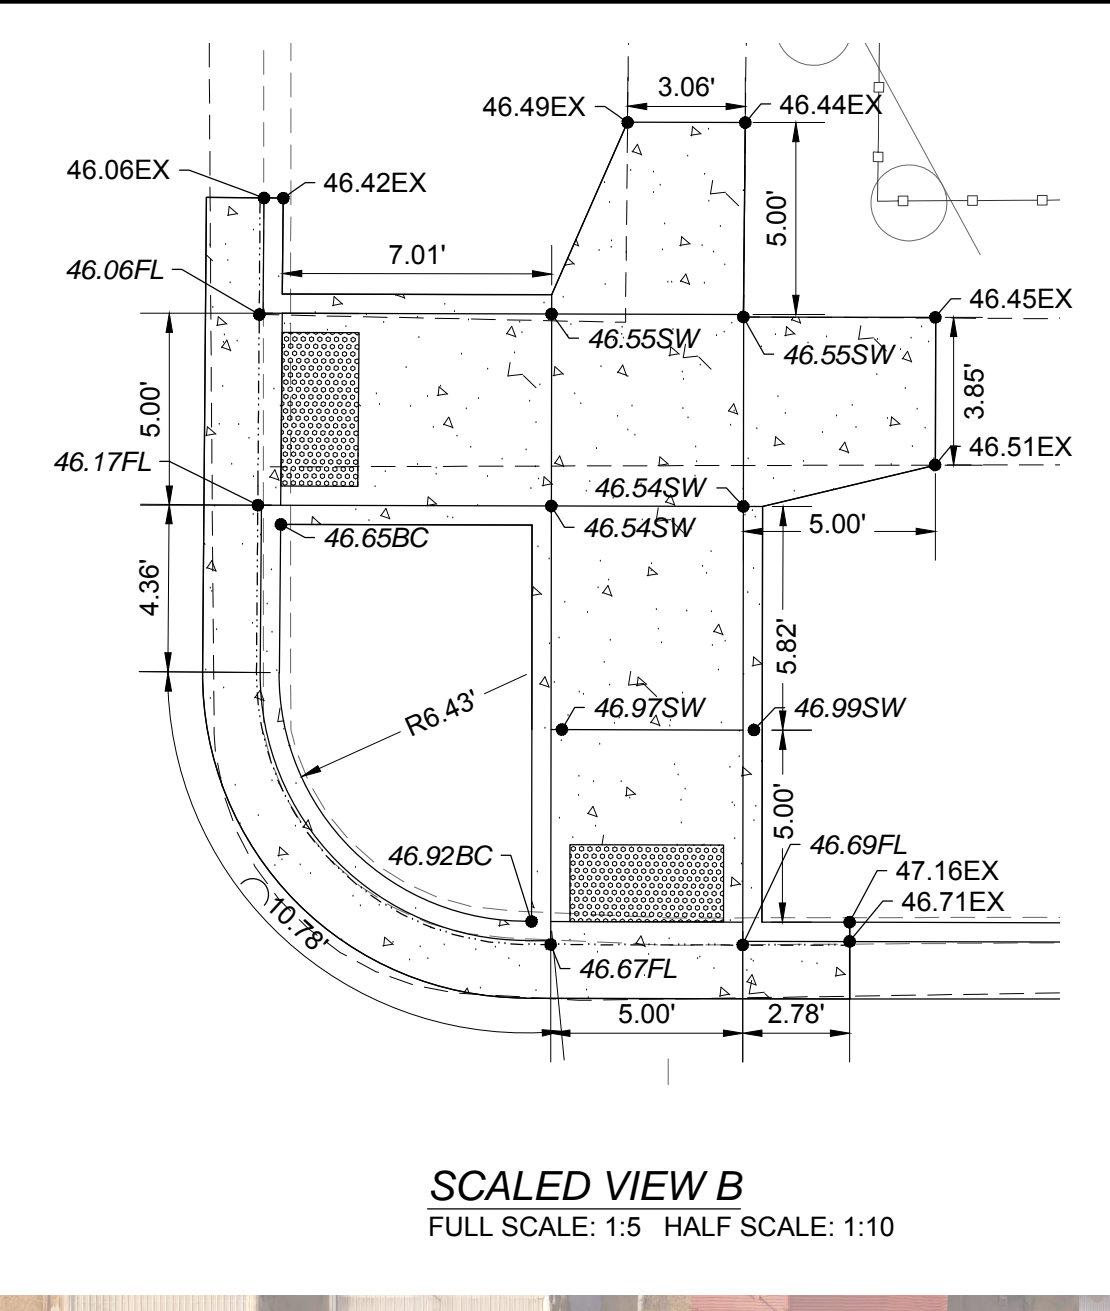 3.06'
46.49EX
46.44EX
46.06EX
46.42EX
5.00'
7.01'
46.06FL
46.45EX
46.55SW
46.55SW
5.00'
3.85'
46.51EX
46.17FL
46.54SW
46.54SW
5.00'
46.65BC
4.36'
5.82'
R6.43'
46.97SW
46.99SW
5.00'
46.92BC
46.69FL
47.16EX
46.71EX
10.78'
46.67FL
5.00'
2.78'
SCALED VIEW B
FULL SCALE: 1:5 HALF SCALE: 1:10